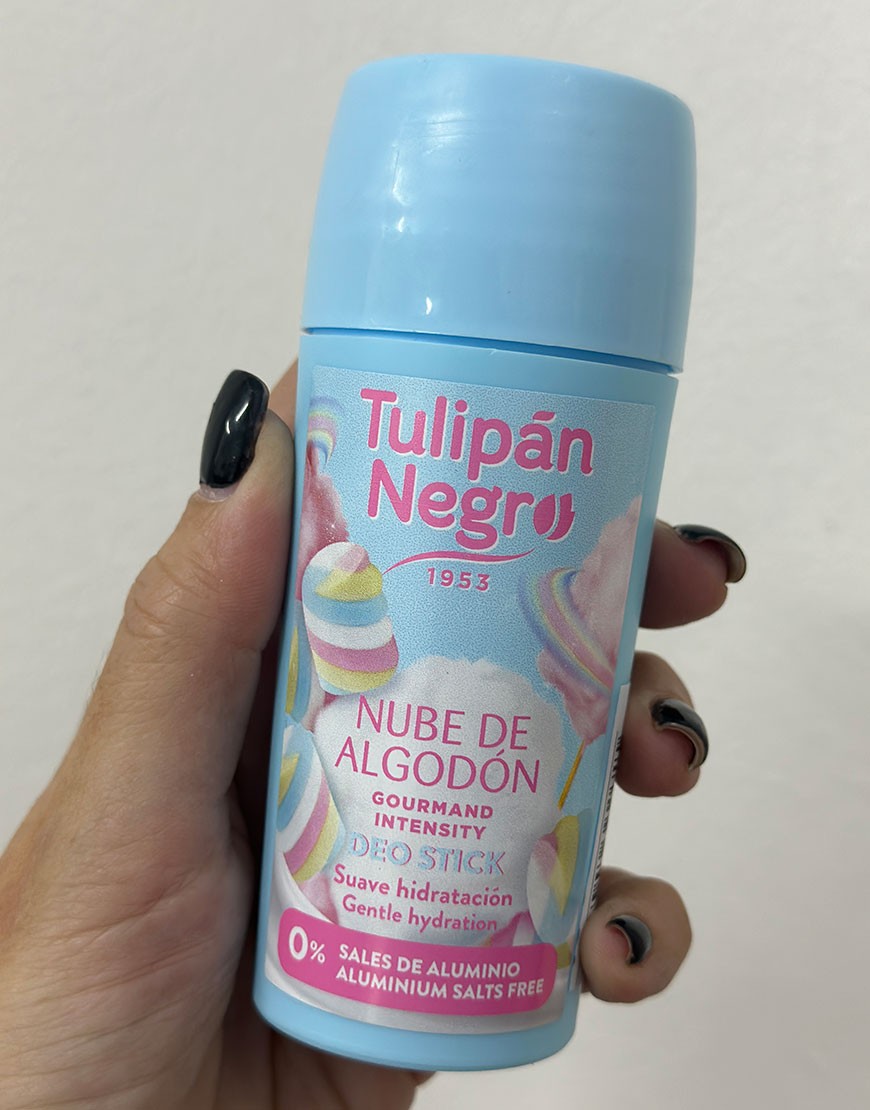 Tulipán
Negro
1953
NUBE DE
ALGODÓN
GOURMAND
INTENSITY
DEO STICK
Suave hidratación
Gentle hydration
0% SALES DE ALUMINIO
ALUMINIUM SALTS FREE